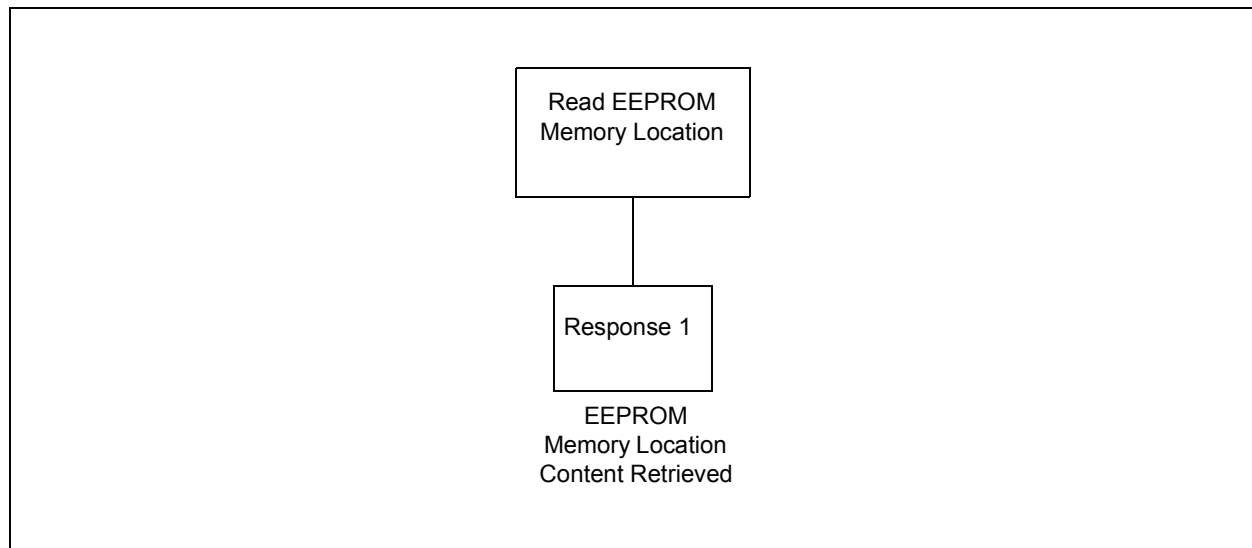 Read EEPROM
Memory Location
Response 1
EEPROM
Memory Location
Content Retrieved